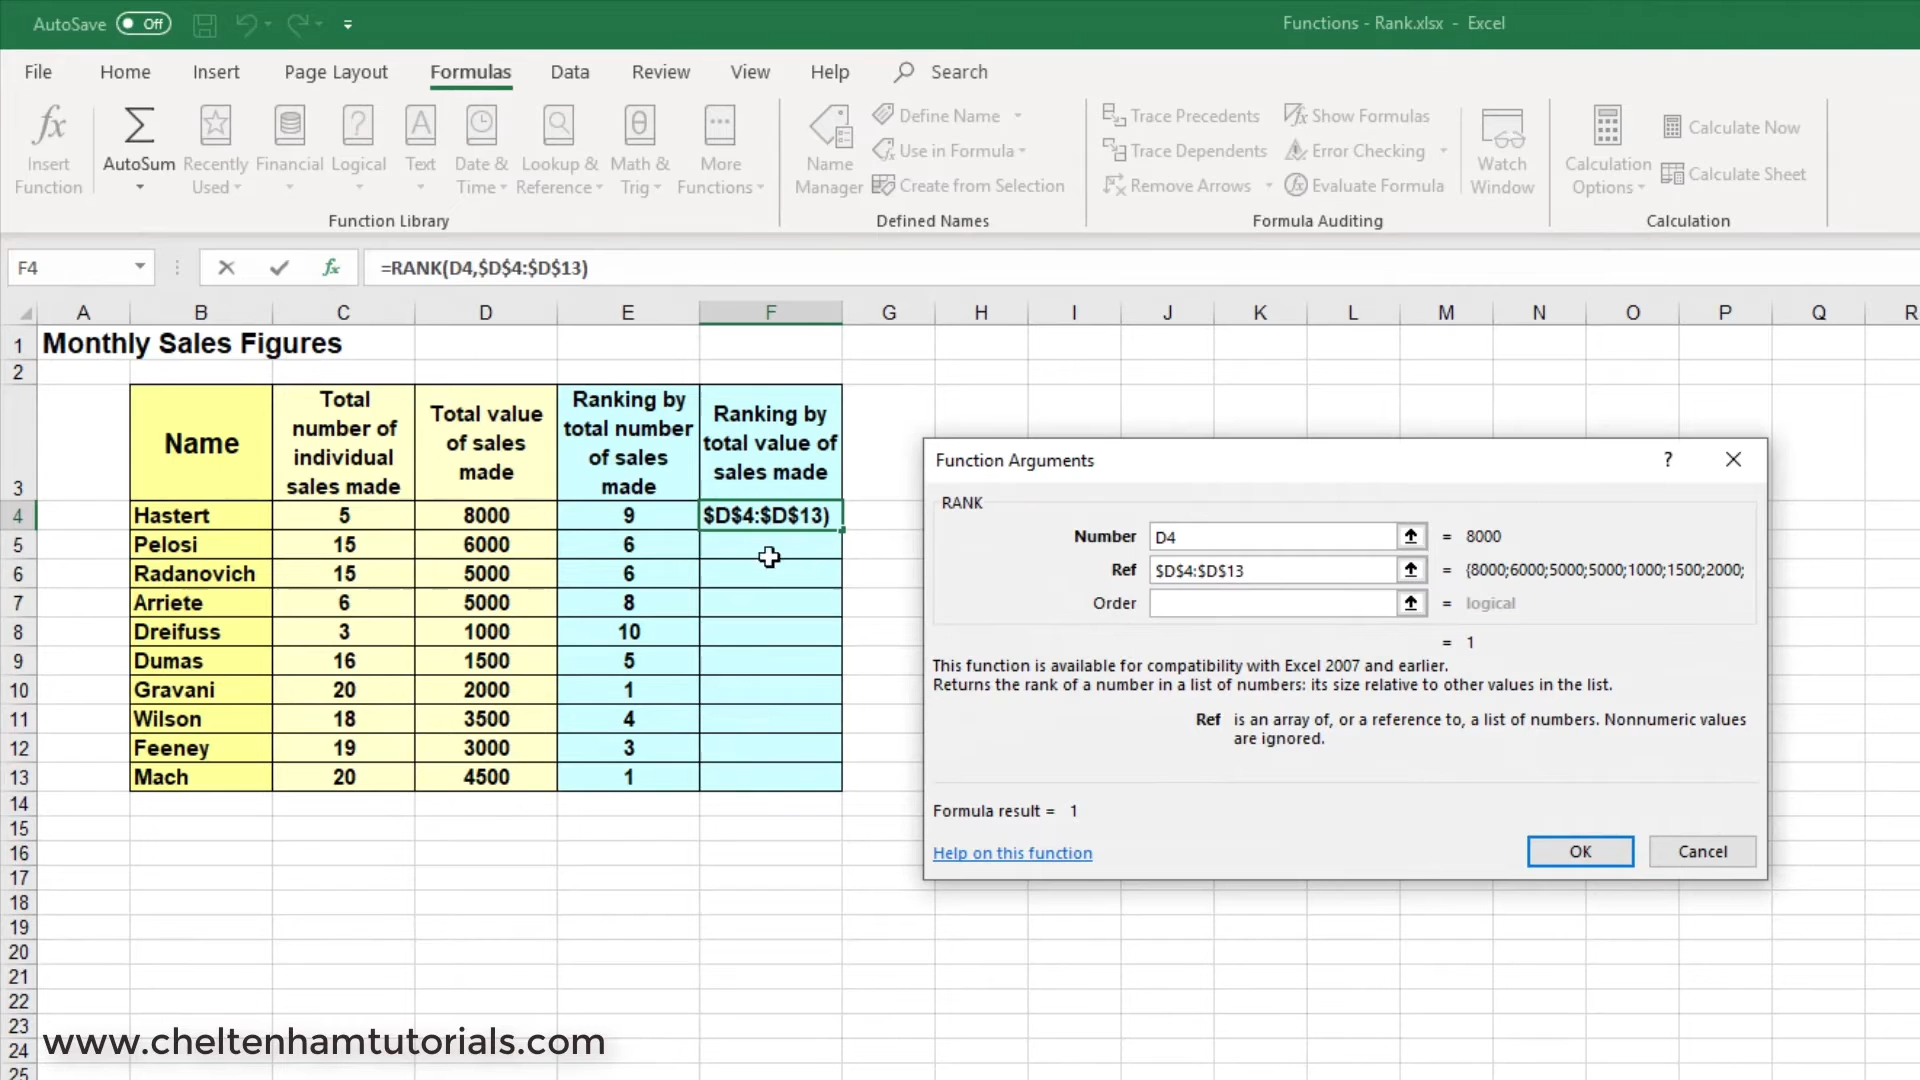 AutoSave Off
Functions - Rank.xlsx - Excel
File Home Insert Page Layout Formulas Data Review View Help Search
fx Insert Function
Σ AutoSum
Recently Used
Financial
? Logical
A Text
Date & Time
Lookup & Reference
θ Math & Trig
More Functions
Function Library
Name Manager
Define Name
Use in Formula
Create from Selection
Defined Names
Trace Precedents
Trace Dependents
Remove Arrows
Show Formulas
Error Checking
Evaluate Formula
Formula Auditing
Watch Window
Calculation Options
Calculate Now
Calculate Sheet
Calculation
F4 fx =RANK(D4,$D$4:$D$13)
A B C D E F G H I J K L M N O P Q R
1 Monthly Sales Figures
2
3 Name
Total number of individual sales made
Total value of sales made
Ranking by total number of sales made
Ranking by total value of sales made
4 Hastert 5 8000 9 $D$4:$D$13)
5 Pelosi 15 6000 6
6 Radanovich 15 5000 6
7 Arriete 6 5000 8
8 Dreifuss 3 1000 10
9 Dumas 16 1500 5
10 Gravani 20 2000 1
11 Wilson 18 3500 4
12 Feeney 19 3000 3
13 Mach 20 4500 1
14
15
16
17
18
19
20
21
22
23
24
25
Function Arguments ?
RANK
Number D4 = 8000
Ref $D$4:$D$13 = {8000;6000;5000;5000;1000;1500;2000;
Order = logical
= 1
This function is available for compatibility with Excel 2007 and earlier.
Returns the rank of a number in a list of numbers: its size relative to other values in the list.
Ref is an array of, or a reference to, a list of numbers. Nonnumeric values
are ignored.
Formula result = 1
Help on this function
OK Cancel
www.cheltenhamtutorials.com